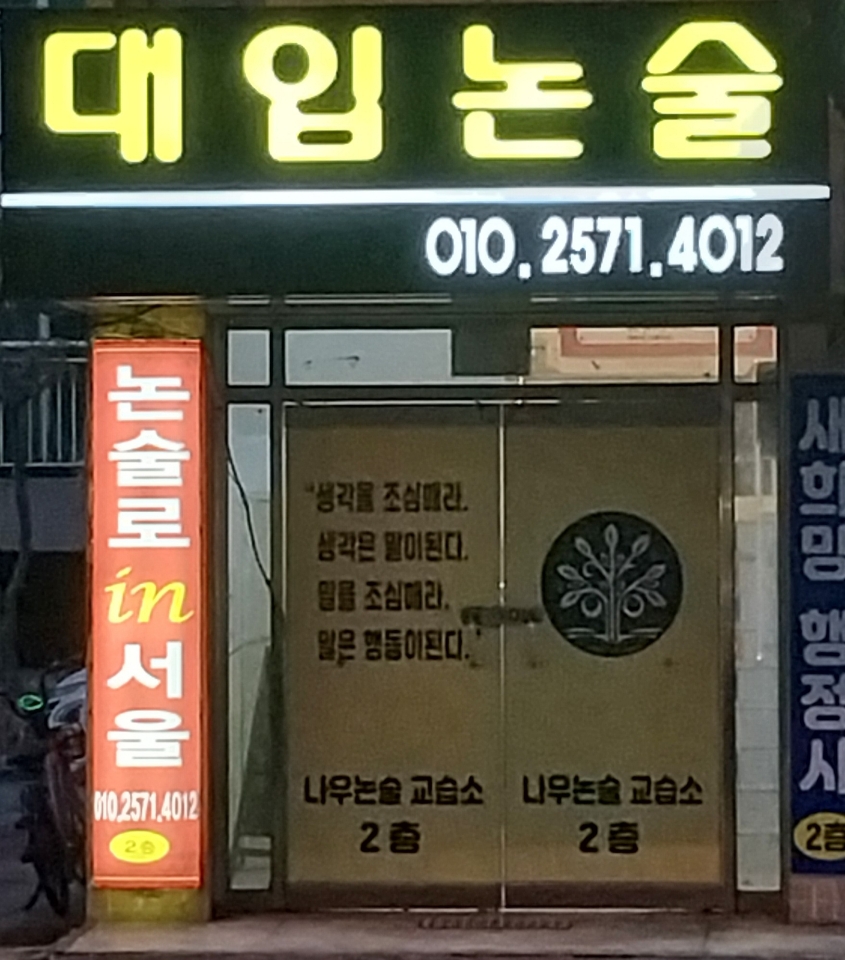 대입논술
010.2571.4012
논술로
in
서울
010.2571.4012
2층
"생각을 조심해라.
생각은 말이된다.
말을 조심해라.
말은 행동이된다."
나우논술 교습소
2층
나우논술 교습소
2층
새희망 행정사
2층